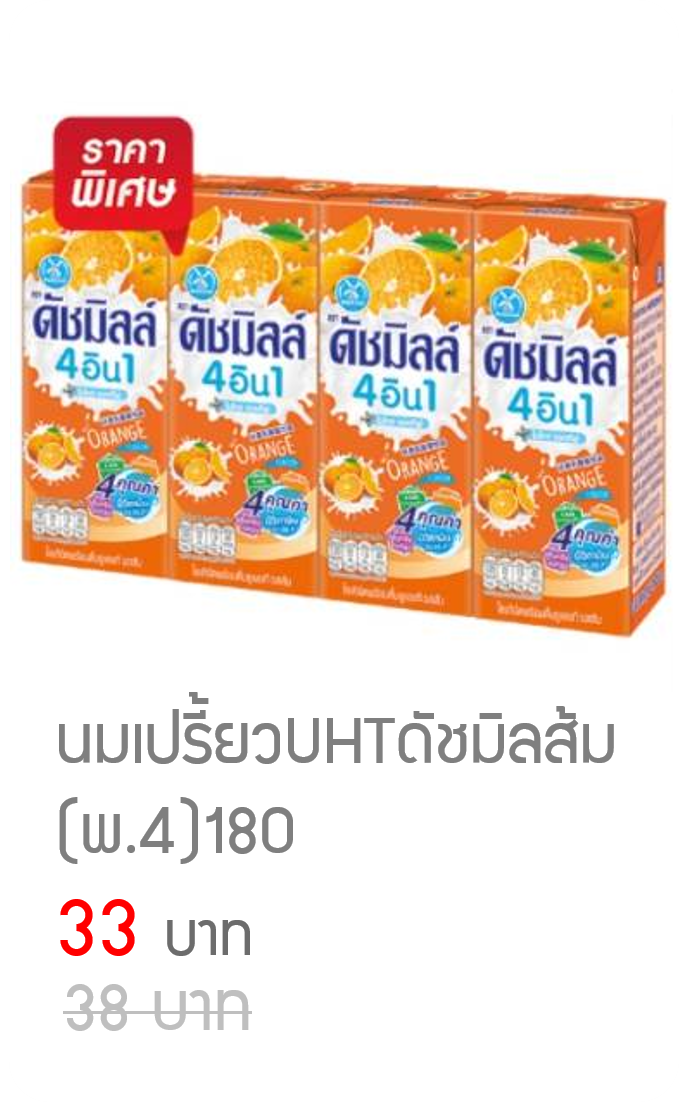 ราคา
พิเศษ
ดัชมิลล์
4อิน1
ORANGE
4คุณค่า
ดัชมิลล์
4อิน1
ORANGE
4คุณค่า
ดัชมิลล์
4อิน1
ORANGE
4คุณค่า
ดัชมิลล์
4อิน1
ORANGE
4คุณค่า
นมเปรี้ยวUHTดัชมิลส้ม
(พ.4)180
33 บาท
38 บาท